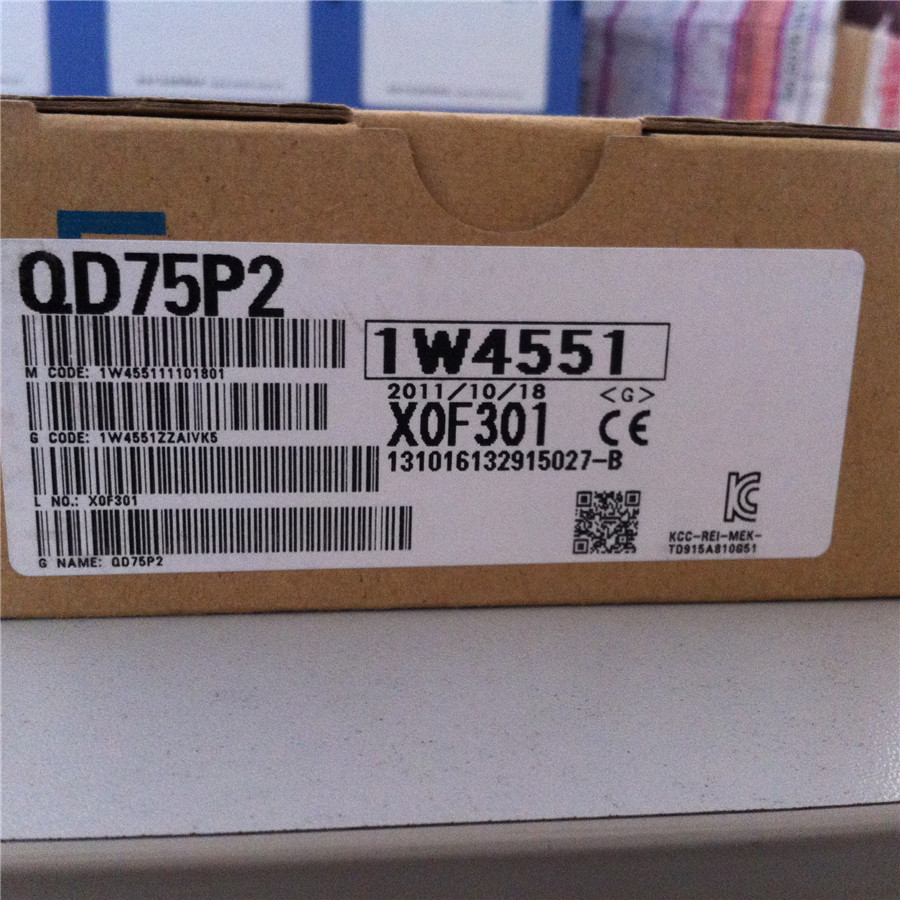 QD75P2
M CODE: 1W455111101801
1W4551
2011/10/18 <G>
G CODE: 1W4551ZZAIVK5
X0F301 CE
131016132915027-B
L NO.: X0F301
G NAME: QD75P2
KCC-REI-MEK-
TD915A810G51